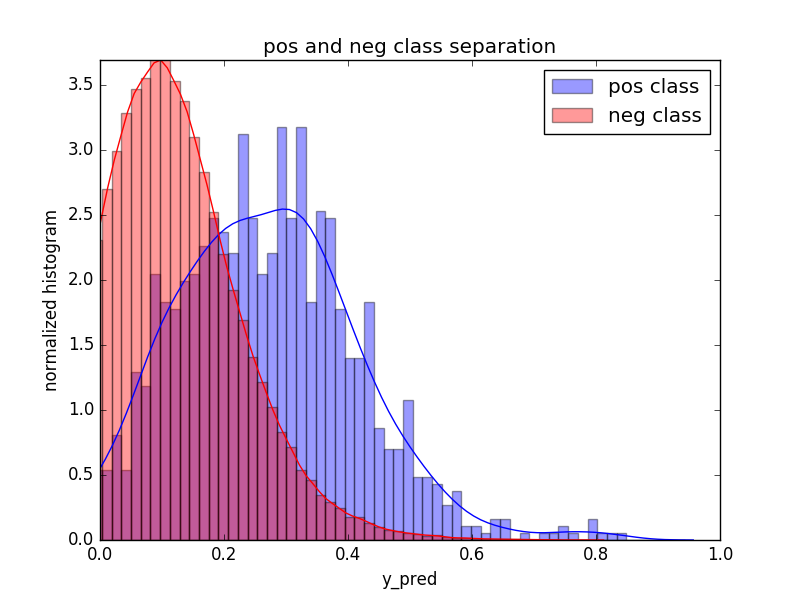 pos and neg class separation
pos class
neg class
normalized histogram
3.5
3.0
2.5
2.0
1.5
1.0
0.5
0.0
0.0 0.2 0.4 0.6 0.8 1.0
y_pred